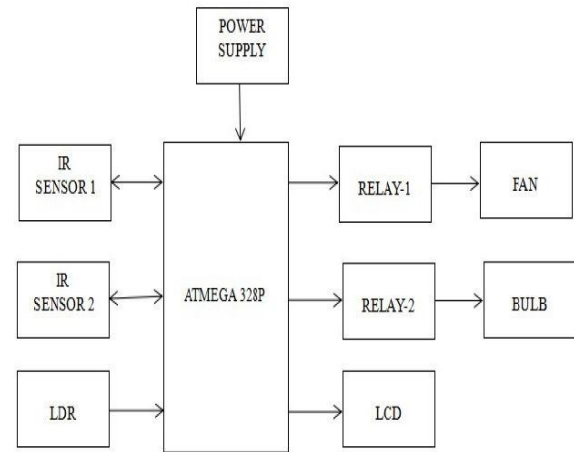 POWER
SUPPLY
IR
SENSOR 1
RELAY-1
FAN
IR
SENSOR 2
ATMEGA 328P
RELAY-2
BULB
LDR
LCD